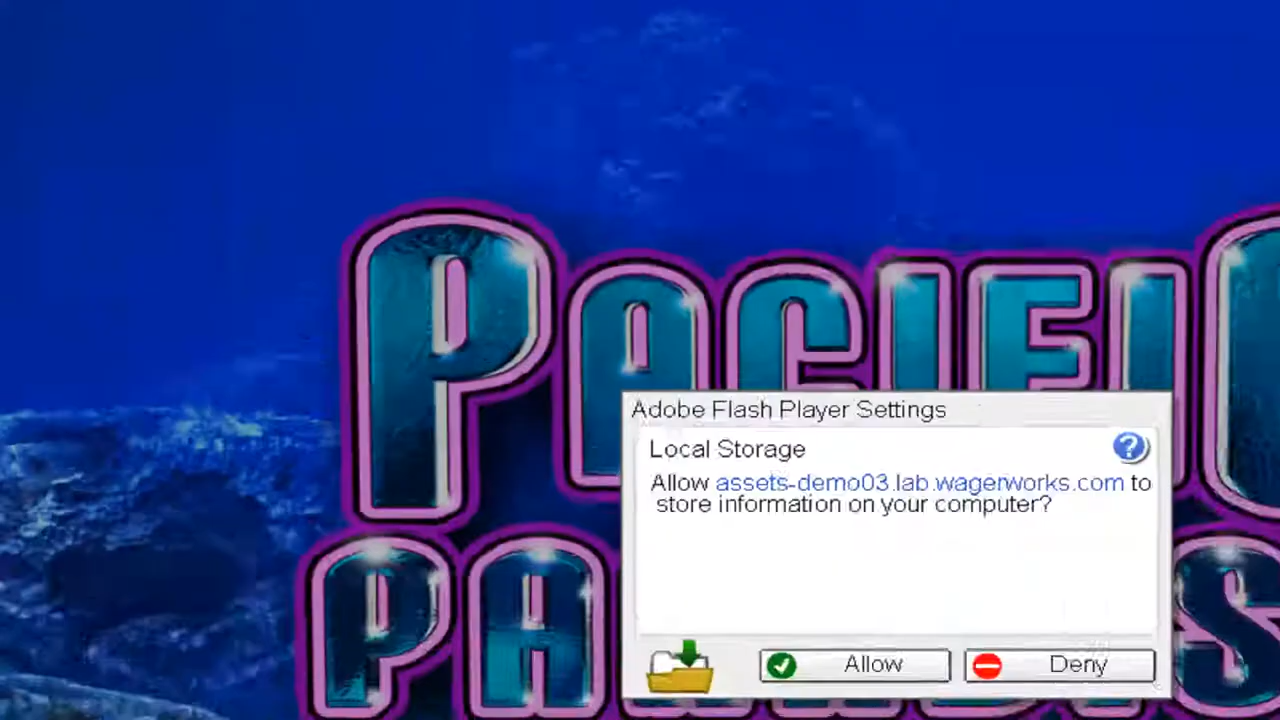 PACIFIC
Adobe Flash Player Settings
Local Storage
Allow assets-demo03.lab.wagerworks.com to
store information on your computer?
Allow
Deny